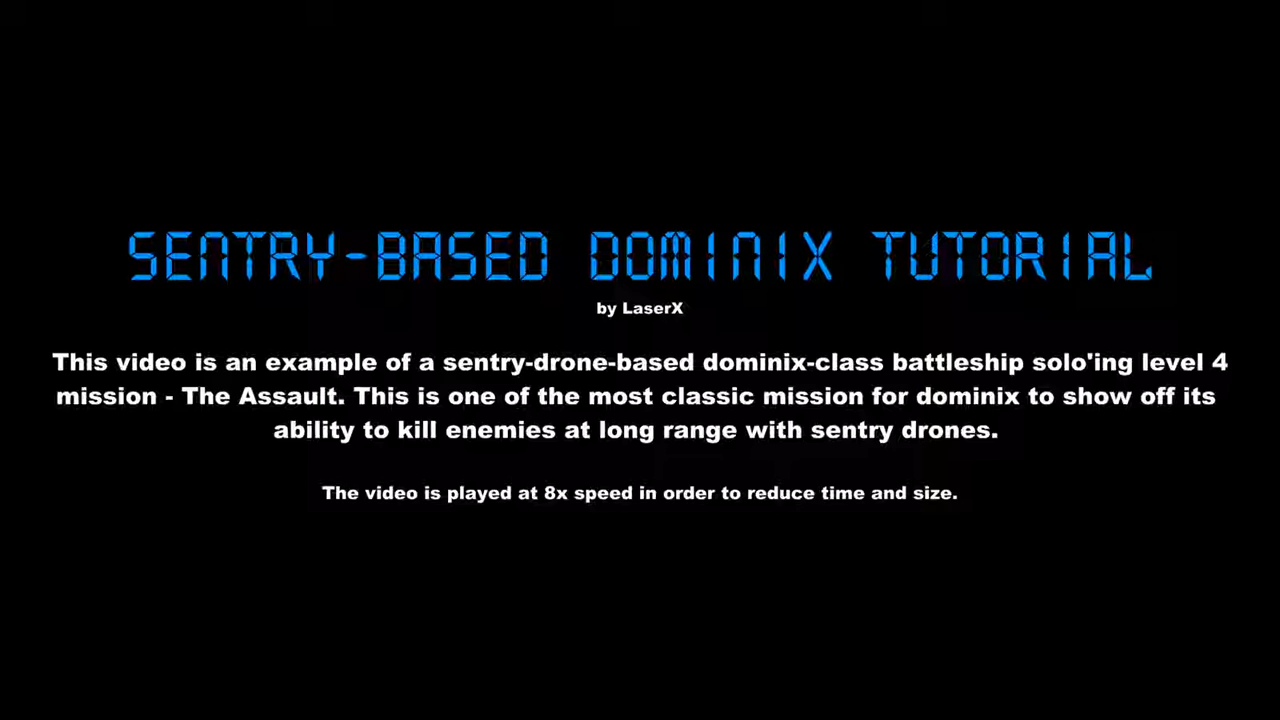 SENTRY-BASED DOMINIX TUTORIAL
by LaserX
This video is an example of a sentry-drone-based dominix-class battleship solo'ing level 4
mission - The Assault. This is one of the most classic mission for dominix to show off its
ability to kill enemies at long range with sentry drones.
The video is played at 8x speed in order to reduce time and size.